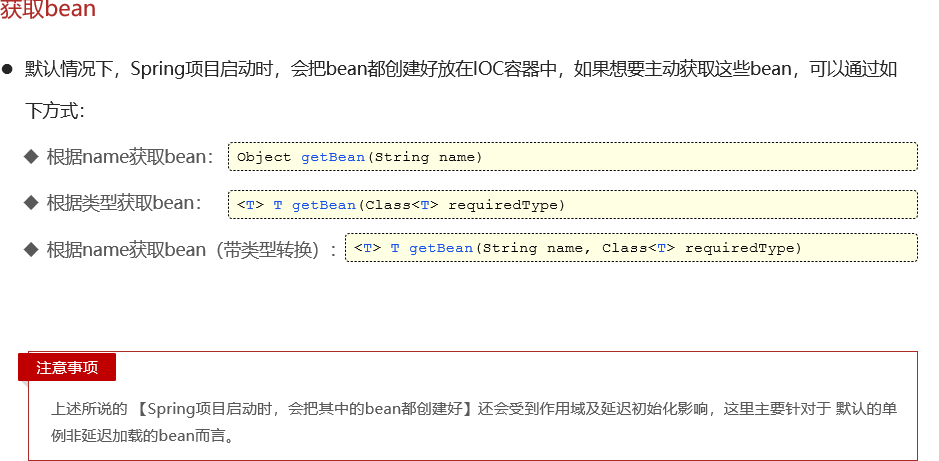 获取bean
默认情况下，Spring项目启动时，会把bean都创建好放在IOC容器中，如果想要主动获取这些bean，可以通过如
下方式：
根据name获取bean： Object getBean(String name)
根据类型获取bean： <T> T getBean(Class<T> requiredType)
根据name获取bean（带类型转换）： <T> T getBean(String name, Class<T> requiredType)
注意事项
上述所说的 【Spring项目启动时，会把其中的bean都创建好】还会受到作用域及延迟初始化影响，这里主要针对于 默认的单
例非延迟加载的bean而言。